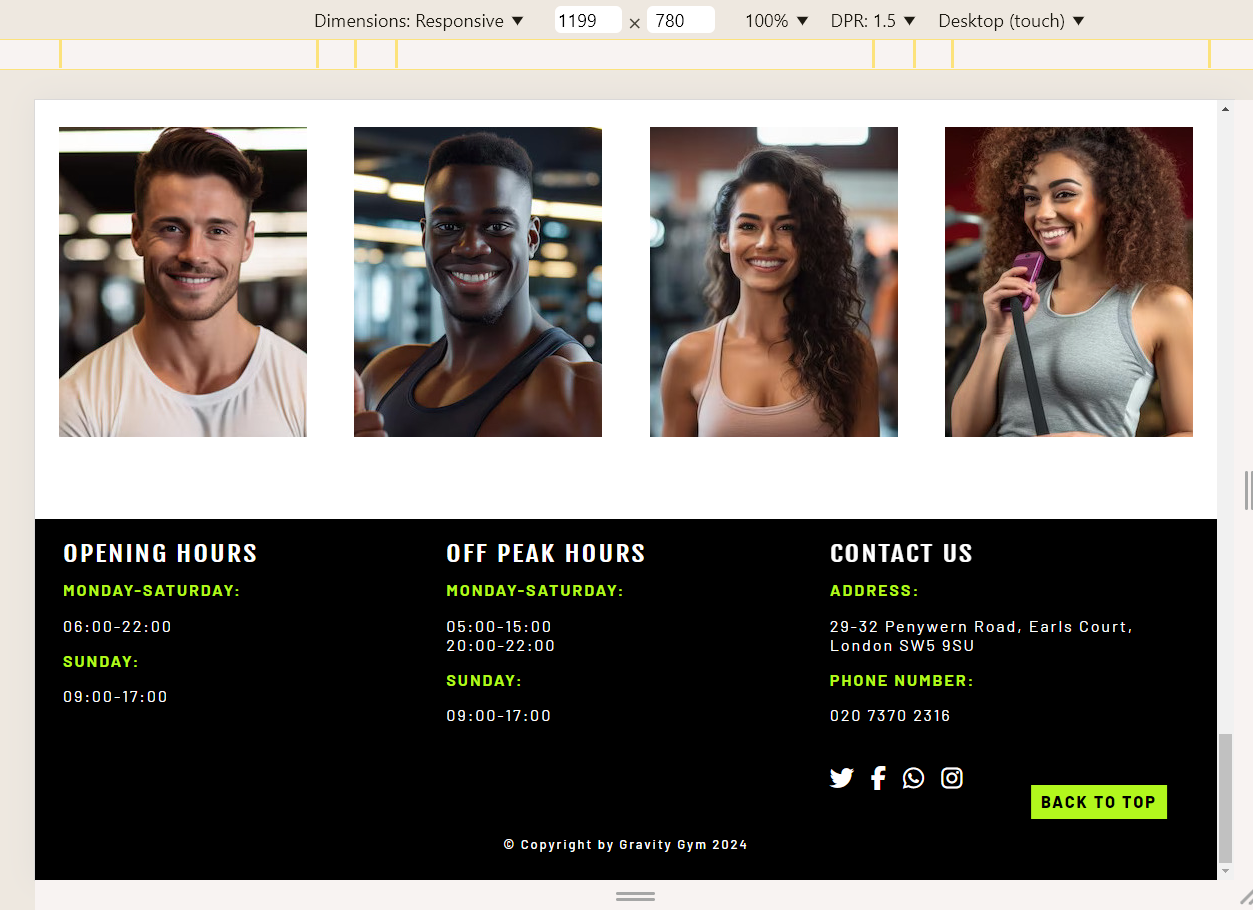 Dimensions: Responsive ▼ 1199 × 780 100% ▼ DPR: 1.5 ▼ Desktop (touch) ▼
OPENING HOURS
MONDAY-SATURDAY:
06:00-22:00
SUNDAY:
09:00-17:00
OFF PEAK HOURS
MONDAY-SATURDAY:
05:00-15:00
20:00-22:00
SUNDAY:
09:00-17:00
CONTACT US
ADDRESS:
29-32 Penywern Road, Earls Court,
London SW5 9SU
PHONE NUMBER:
020 7370 2316
BACK TO TOP
© Copyright by Gravity Gym 2024